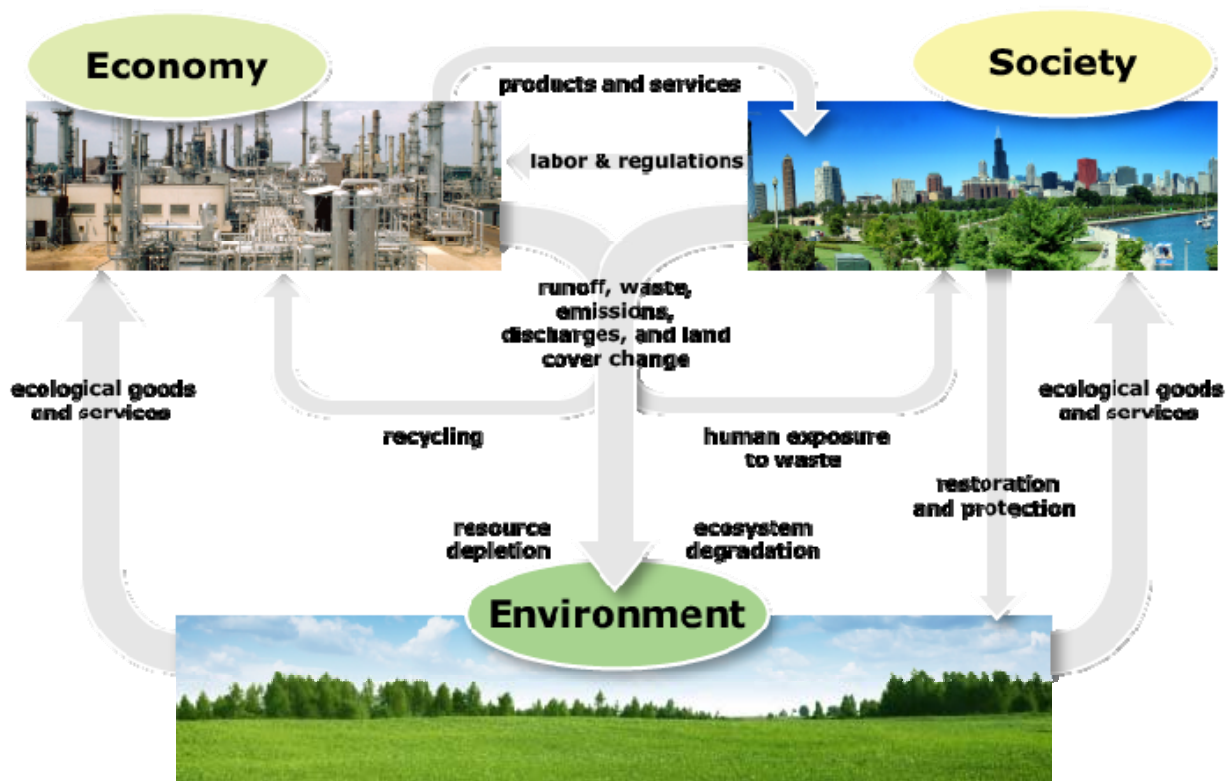 Economy
Society
products and services
labor & regulations
runoff, waste,
emissions,
discharges, and land
cover change
ecological goods
and services
ecological goods
and services
recycling
human exposure
to waste
restoration
and protection
resource
depletion
ecosystem
degradation
Environment